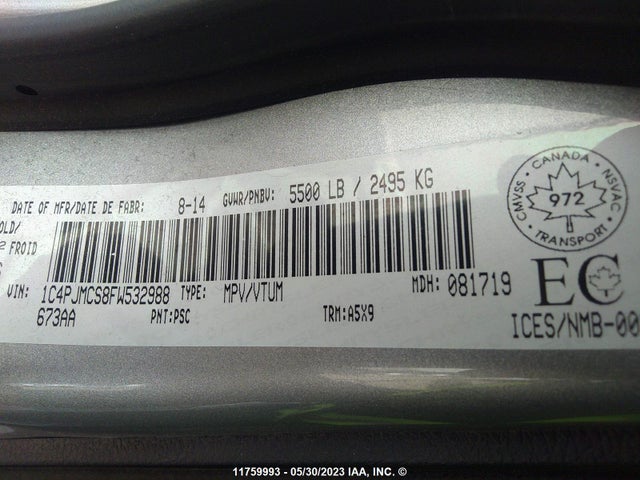 DATE OF MFR/DATE DE FABR: 8-14 GVWR/PNBV: 5500 LB / 2495 KG
OLD/
FROID
VIN: 1C4PJMCS8FW532988 TYPE: MPV/VTUM MDH: 081719
673AA PNT:PSC TRM:A5X9
CANADA
CMVSS 972 NSVAC
TRANSPORT
EC
ICES/NMB-00
11759993 - 05/30/2023 IAA, INC. ©